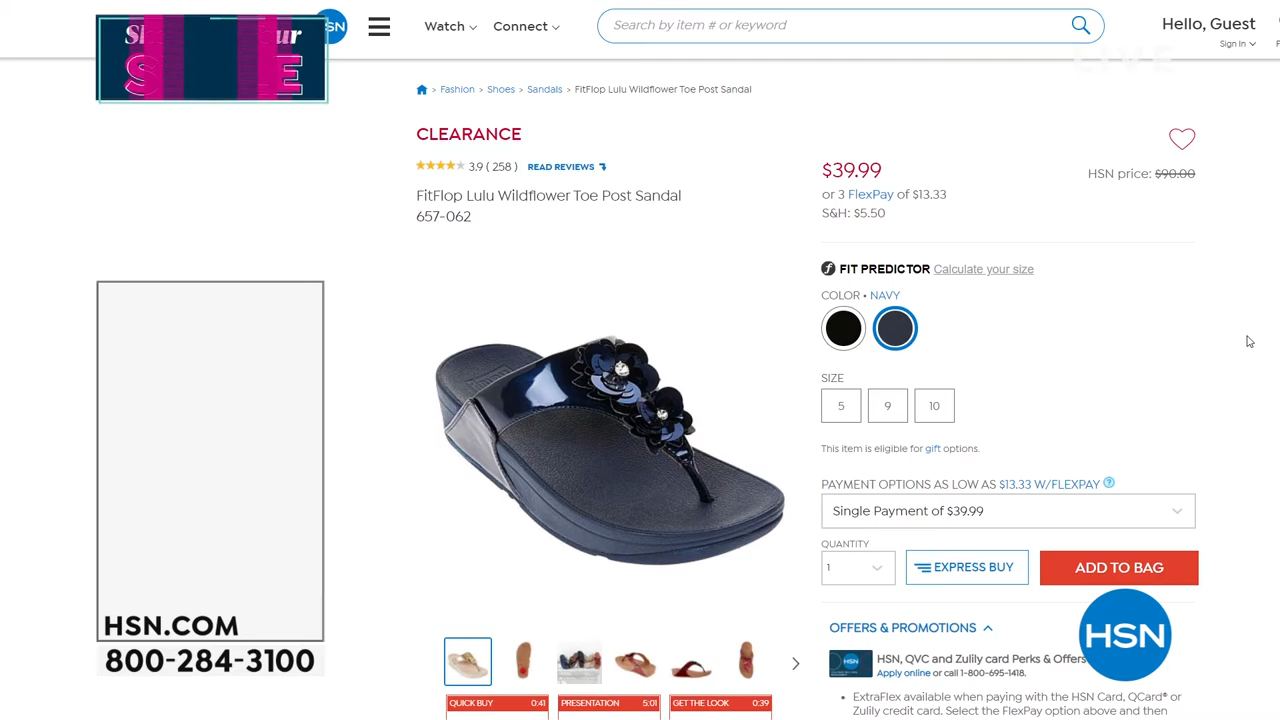 Watch
Connect
Search by item # or keyword
Hello, Guest
Sign In
LIVE
> Fashion > Shoes > Sandals > FitFlop Lulu Wildflower Toe Post Sandal
CLEARANCE
3.9 ( 258 ) READ REVIEWS
FitFlop Lulu Wildflower Toe Post Sandal
657-062
$39.99
HSN price: $90.00
or 3 FlexPay of $13.33
S&H: $5.50
FIT PREDICTOR Calculate your size
COLOR • NAVY
SIZE
5 9 10
This item is eligible for gift options.
PAYMENT OPTIONS AS LOW AS $13.33 W/FLEXPAY
Single Payment of $39.99
QUANTITY
1
EXPRESS BUY
ADD TO BAG
OFFERS & PROMOTIONS
HSN
HSN, QVC and Zulily card Perks & Offers
Apply online or call 1-800-695-1418.
• ExtraFlex available when paying with the HSN Card, QCard® or
Zulily credit card. Select the FlexPay option above and then
QUICK BUY 0:41
PRESENTATION 5:01
GET THE LOOK 0:39
HSN.COM
800-284-3100